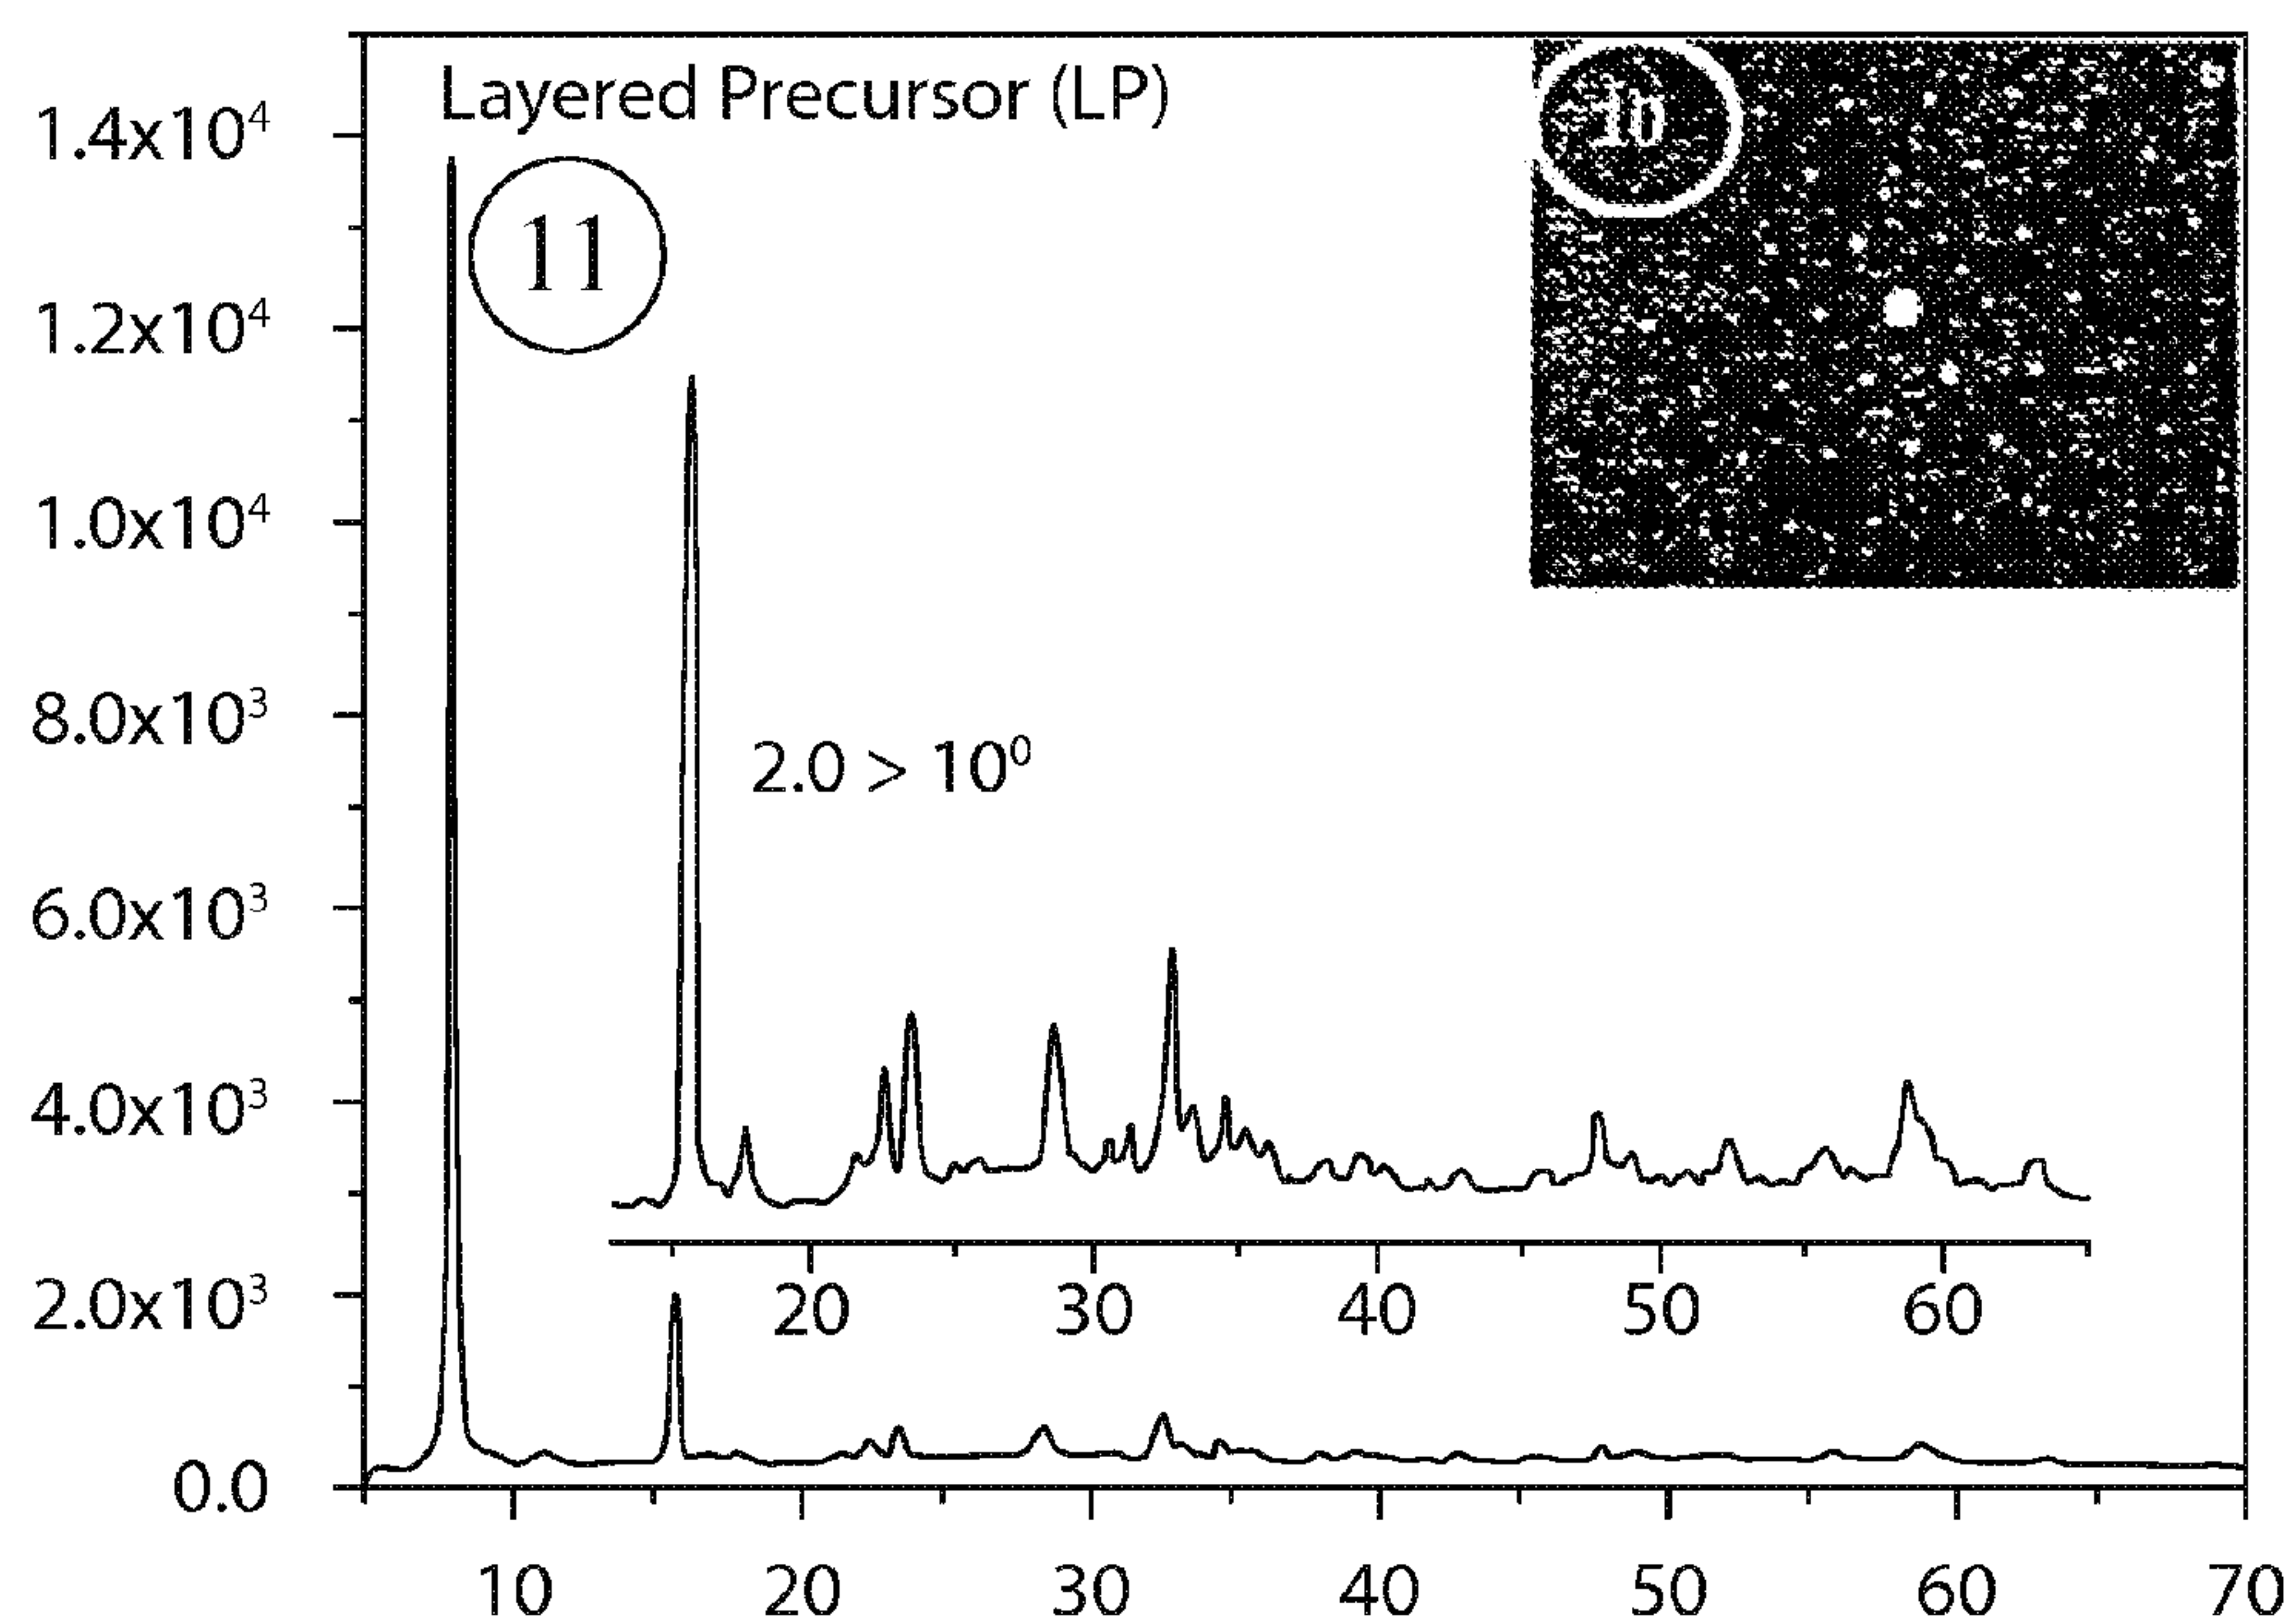 Layered Precursor (LP)
1.4x10⁴
11
1.2x10⁴
1.0x10⁴
8.0x10³
2.0 > 10⁰
6.0x10³
4.0x10³
20 30 40 50 60
2.0x10³
0.0
10 20 30 40 50 60 70